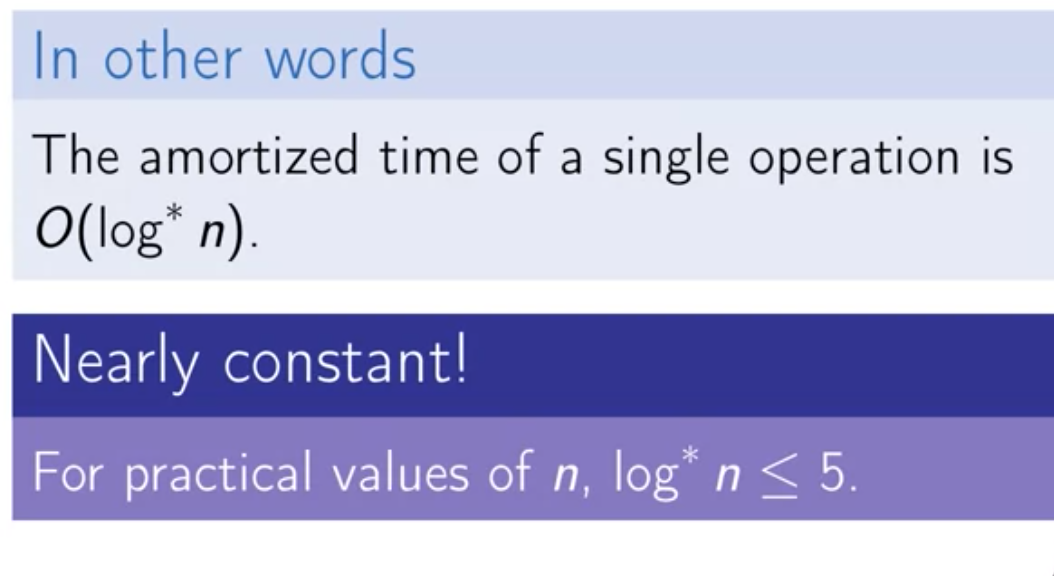 In other words
The amortized time of a single operation is
O(log* n).
Nearly constant!
For practical values of n, log* n ≤ 5.